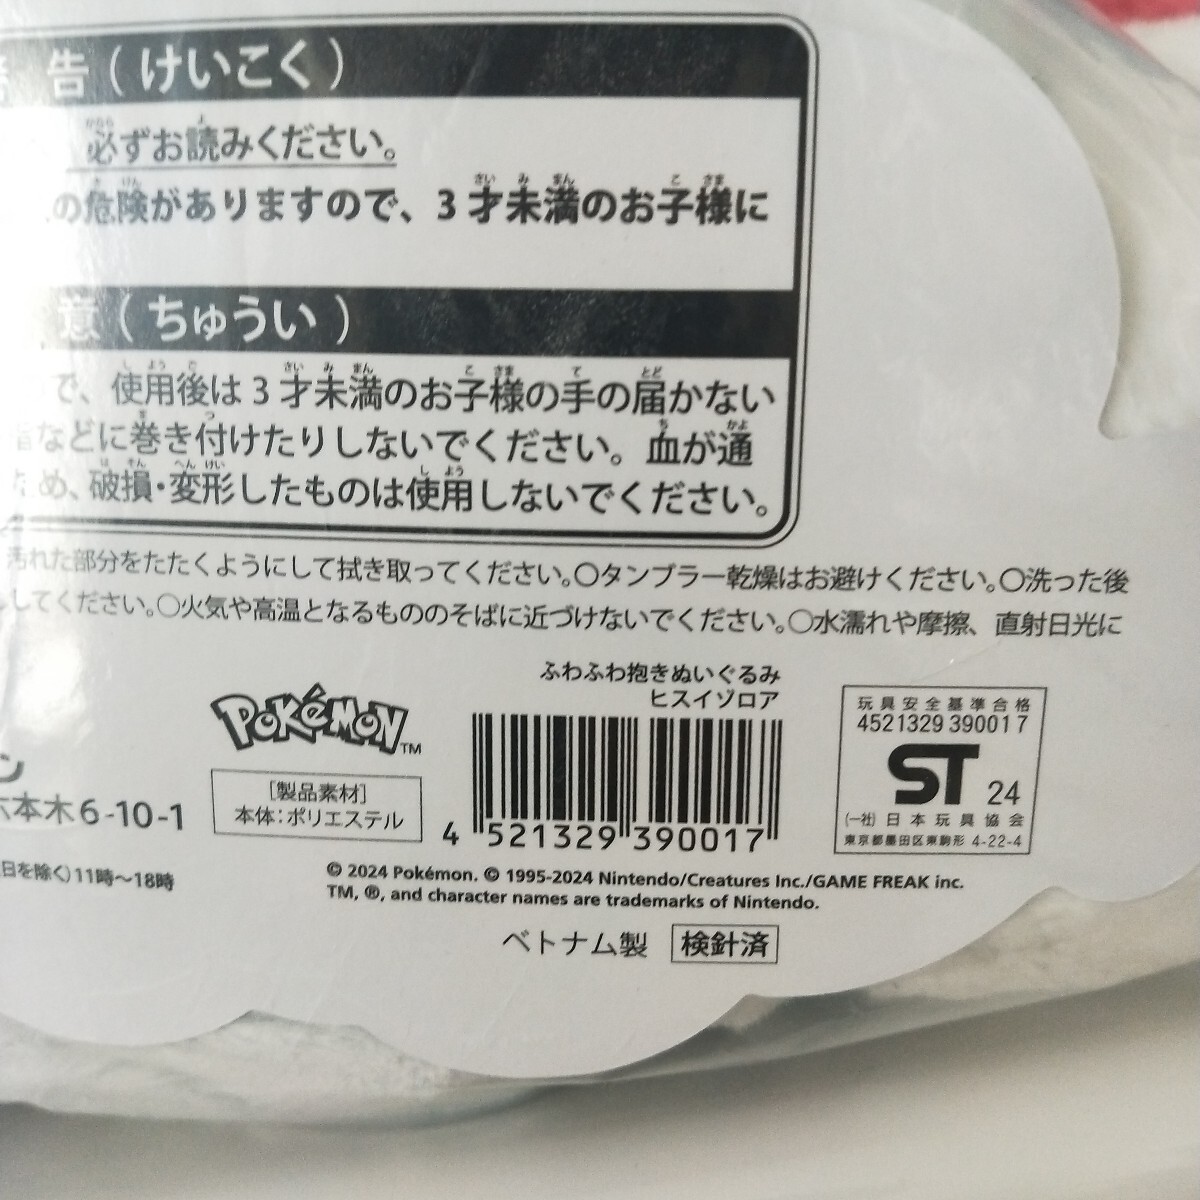 告(けいこく)
必ずお読みください。
の危険がありますので、3才未満のお子様に
意(ちゅうい)
で、使用後は3才未満のお子様の手の届かない
などに巻き付けたりしないでください。血が通
め、破損・変形したものは使用しないでください。
汚れた部分をたたくようにして拭き取ってください。○タンブラー乾燥はお避けください。○洗った後
してください。○火気や高温となるもののそばに近づけないでください。○水濡れや摩擦、直射日光に
ふわふわ抱きぬいぐるみ
ヒスイゾロア
POKéMON™
ン
六本木6-10-1
[製品素材]
本体:ポリエステル
日を除く)11時～18時
4 521329 390017
玩具安全基準合格
4521329 390017
ST 24
(一社)日本玩具協会
東京都墨田区東駒形 4-22-4
© 2024 Pokémon. © 1995-2024 Nintendo/Creatures Inc./GAME FREAK inc.
TM, ®, and character names are trademarks of Nintendo.
ベトナム製 検針済